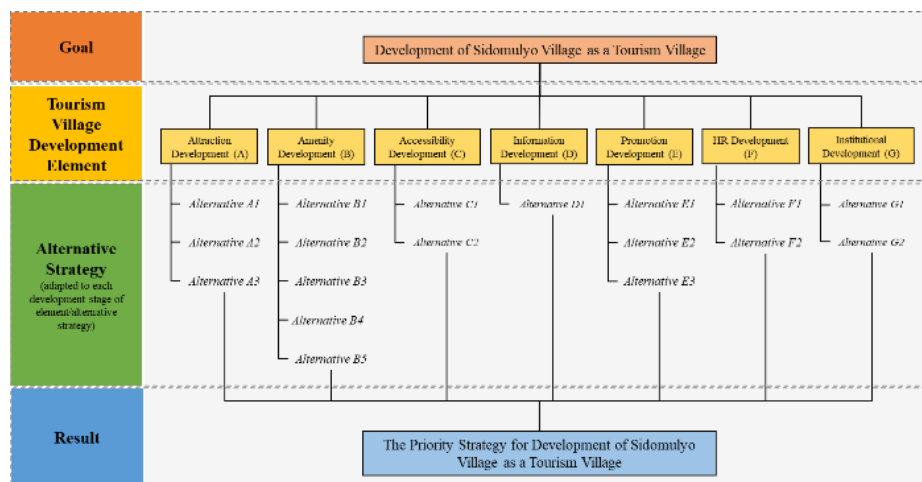 Goal
Development of Sidomulyo Village as a Tourism Village
Tourism
Village
Development
Element
Attraction
Development (A)
Amenity
Development (B)
Accessibility
Development (C)
Information
Development (D)
Promotion
Development (E)
HR Development
(F)
Institutional
Development (G)
Alternative
Strategy
(adapted to each
development stage of
element/alternative
strategy)
Alternative A1
Alternative A2
Alternative A3
Alternative B1
Alternative B2
Alternative B3
Alternative B4
Alternative B5
Alternative C1
Alternative C2
Alternative D1
Alternative E1
Alternative E2
Alternative E3
Alternative F1
Alternative F2
Alternative G1
Alternative G2
Result
The Priority Strategy for Development of Sidomulyo
Village as a Tourism Village